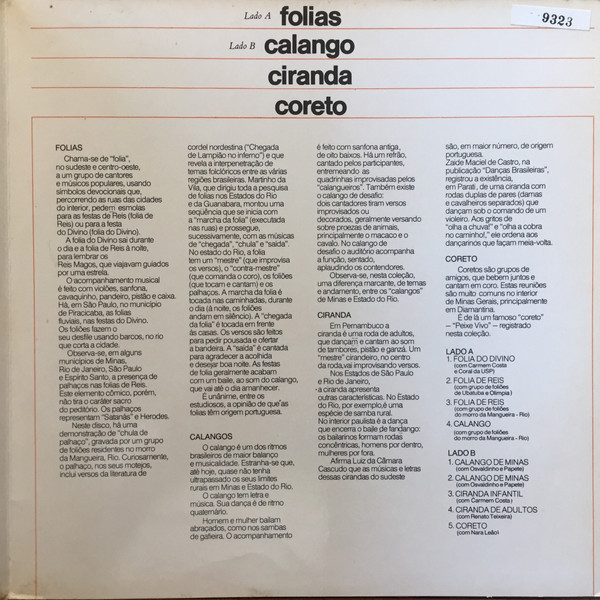 Lado A folias
9323
Lado B calango
ciranda
coreto
FOLIAS
Chama-se de "folia",
no sudeste e centro-oeste,
a um grupo de cantores
e músicos populares, usando
símbolos devocionais que,
percorrendo as ruas das cidades
do interior, pedem esmolas
para as festas de Reis (folia de
Reis) ou para a festa
do Divino (folia do Divino).
A folia do Divino sai durante
o dia e a folia de Reis à noite,
para lembrar os
Reis Magos, que viajavam guiados
por uma estrela.
O acompanhamento musical
é feito com violões, sanfona,
cavaquinho, pandeiro, pistão e caixa.
Há, em São Paulo, no município
de Piracicaba, as folias
fluviais, nas festas do Divino.
Os foliões fazem o
seu desfile usando barcos, no rio
que corta a cidade.
Observa-se, em alguns
municípios de Minas,
Rio de Janeiro, São Paulo
e Espírito Santo, a presença de
palhaços nas folias de Reis.
Este elemento cômico, porém,
não tira o caráter sacro
do peditório. Os palhaços
representam "Satanás" e Herodes.
Neste disco, há uma
demonstração de "chula de
palhaço", gravada por um grupo
de foliões residentes no morro
da Mangueira, Rio. Curiosamente,
o palhaço, nos seus motejos,
inclui versos da literatura de
cordel nordestina ("Chegada
de Lampião no inferno") e que
revela a interpenetração de
temas folclóricos entre as várias
regiões brasileiras. Martinho da
Vila, que dirigiu toda a pesquisa
de folias nos Estados do Rio
e da Guanabara, montou uma
seqüência que se inicia com
a "marcha da folia" (executada
nas ruas) e prossegue,
sucessivamente, com as músicas
de "chegada", "chula" e "saída".
No estado do Rio, a folia
tem um "mestre" (que improvisa
os versos), o "contra-mestre"
(que comanda o coro), os foliões
(que tocam e cantam) e os
palhaços. A marcha da folia é
tocada nas caminhadas, durante
o dia (à noite, os foliões
andam em silêncio). A "chegada
da folia" é tocada em frente
às casas. Os versos são feitos
para pedir pousada e ofertar
a bandeira. A "saída" é cantada
para agradecer a acolhida
e desejar boa noite. As festas
de folia geralmente acabam
com um baile, ao som do calango,
que vai até o dia amanhecer.
É unânime, entre os
estudiosos, a opinião de que as
folias têm origem portuguesa.
CALANGOS
O calango é um dos ritmos
brasileiros de maior balanço
e musicalidade. Estranha-se que,
até hoje, quase não tenha
ultrapassado os seus limites
rurais em Minas e Estado do Rio.
O calango tem letra e
música. Sua dança é de ritmo
quaternário.
Homem e mulher bailam
abraçados, como nos sambas
de gafieira. O acompanhamento
é feito com sanfona antiga,
de oito baixos. Há um refrão,
cantado pelos participantes,
entremeando as
quadrinhas improvisadas pelos
"calangueiros". Também existe
o calango de desafio:
dois cantadores tiram versos
improvisados ou
decorados, geralmente versando
sobre proezas de animais,
principalmente o macaco e o
cavalo. No calango de
desafio o auditório acompanha
a função, sentado,
aplaudindo os contendores.
Observa-se, nesta coleção,
uma diferença marcante, de temas
e andamento, entre os "calangos"
de Minas e Estado do Rio.
CIRANDA
Em Pernambuco a
ciranda é uma roda de adultos,
que dançam e cantam ao som
de tambores, pistão e ganzá. Um
"mestre" cirandeiro, no centro
da roda, vai improvisando versos.
Nos Estados de São Paulo
e Rio de Janeiro,
a ciranda apresenta
outras características. No Estado
do Rio, por exemplo, é uma
espécie de samba rural.
No interior paulista é a dança
que encerra o baile de fandango:
os bailarinos formam rodas
concêntricas, homens por dentro,
mulheres por fora.
Afirma Luiz da Câmara
Cascudo que as músicas e letras
dessas cirandas do sudeste
são, em maior número, de origem
portuguesa.
Zaide Maciel de Castro, na
publicação "Danças Brasileiras",
registrou a existência,
em Parati, de uma ciranda com
rodas duplas de pares (damas
e cavalheiros separados) que
dançam sob o comando de um
violeiro. Aos gritos de
"olha a chuva!" e "olha a cobra
no caminho!", ele ordena aos
dançarinos que façam meia-volta.
CORETO
Coretos são grupos de
amigos, que bebem juntos e
cantam em coro. Estas reuniões
são muito comuns no interior
de Minas Gerais, principalmente
em Diamantina.
É de lá um famoso "coreto"
— "Peixe Vivo" — registrado
nesta coleção.
LADO A
1. FOLIA DO DIVINO
(com Carmem Costa
e Coral da USP)
2. FOLIA DE REIS
(com grupo de foliões
de Ubatuba e Olímpia)
3. FOLIA DE REIS
(com grupo de foliões
do morro da Mangueira - Rio)
4. CALANGO
(com grupo de foliões
do morro da Mangueira - Rio)
LADO B
1. CALANGO DE MINAS
(com Osvaldinho e Papete)
2. CALANGO DE MINAS
(com Osvaldinho e Papete)
3. CIRANDA INFANTIL
(com Carmem Costa)
4. CIRANDA DE ADULTOS
(com Renato Teixeira)
5. CORETO
(com Nara Leão)